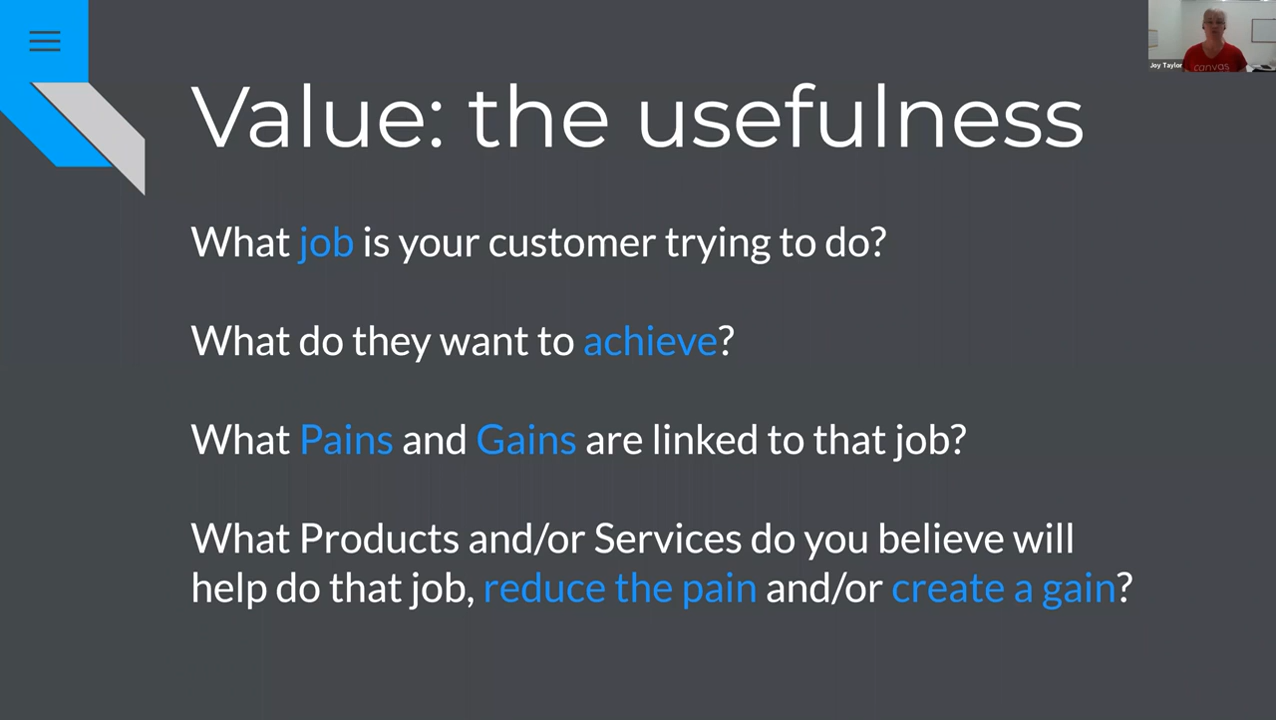 Value: the usefulness
What job is your customer trying to do?
What do they want to achieve?
What Pains and Gains are linked to that job?
What Products and/or Services do you believe will
help do that job, reduce the pain and/or create a gain?
Joy Taylor
canvas